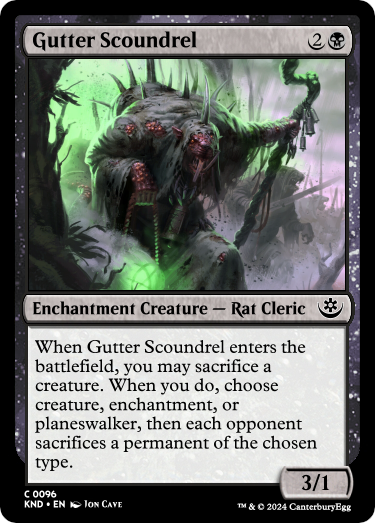 Gutter Scoundrel 2
Enchantment Creature — Rat Cleric
When Gutter Scoundrel enters the
battlefield, you may sacrifice a
creature. When you do, choose
creature, enchantment, or
planeswalker, then each opponent
sacrifices a permanent of the chosen
type.
3/1
C 0096
KND • EN Jon Cave
™ & © 2024 CanterburyEgg